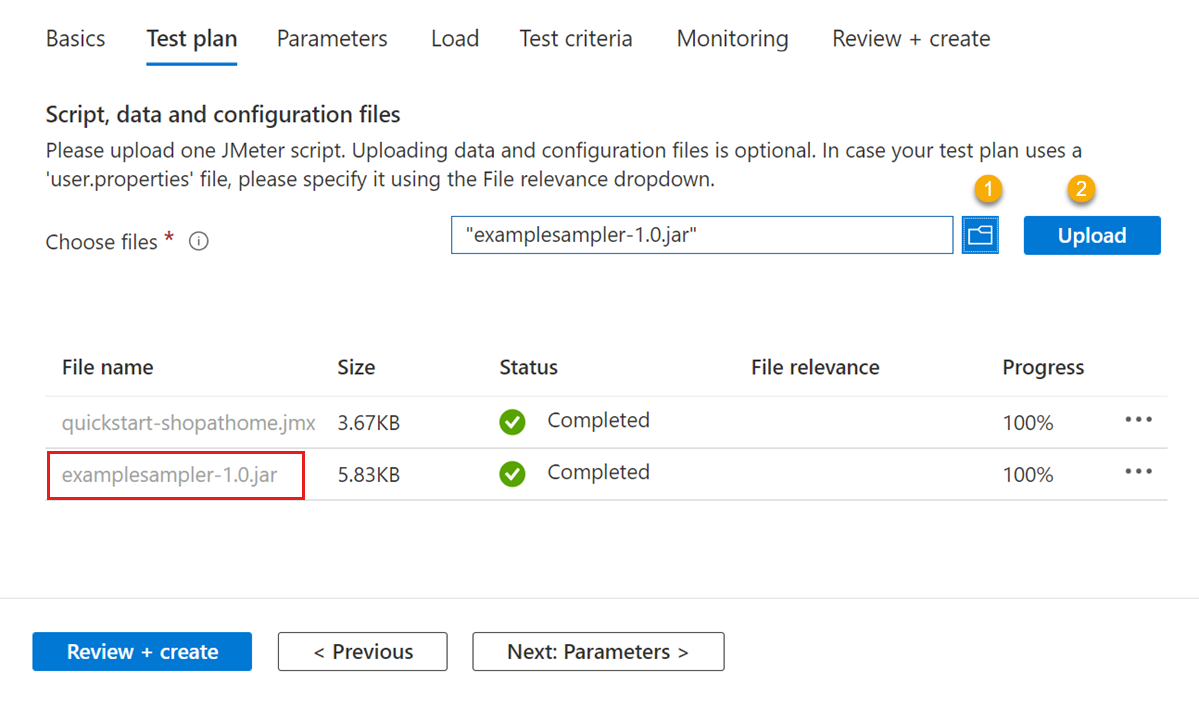 Basics Test plan Parameters Load Test criteria Monitoring Review + create
Script, data and configuration files
Please upload one JMeter script. Uploading data and configuration files is optional. In case your test plan uses a
'user.properties' file, please specify it using the File relevance dropdown.
1 2
Choose files * i "examplesampler-1.0.jar" Upload
File name Size Status File relevance Progress
quickstart-shopathome.jmx 3.67KB Completed 100% •••
examplesampler-1.0.jar 5.83KB Completed 100% •••
Review + create < Previous Next: Parameters >